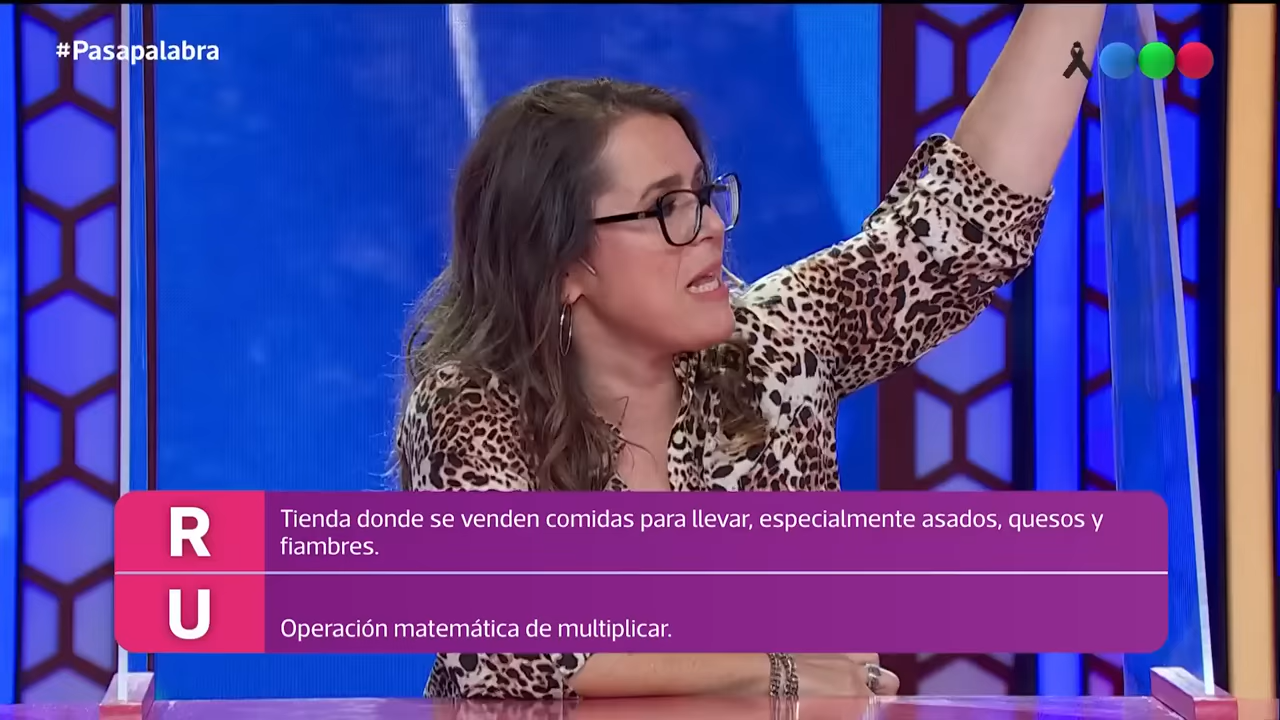 #Pasapalabra
R
Tienda donde se venden comidas para llevar, especialmente asados, quesos y
fiambres.
U
Operación matemática de multiplicar.